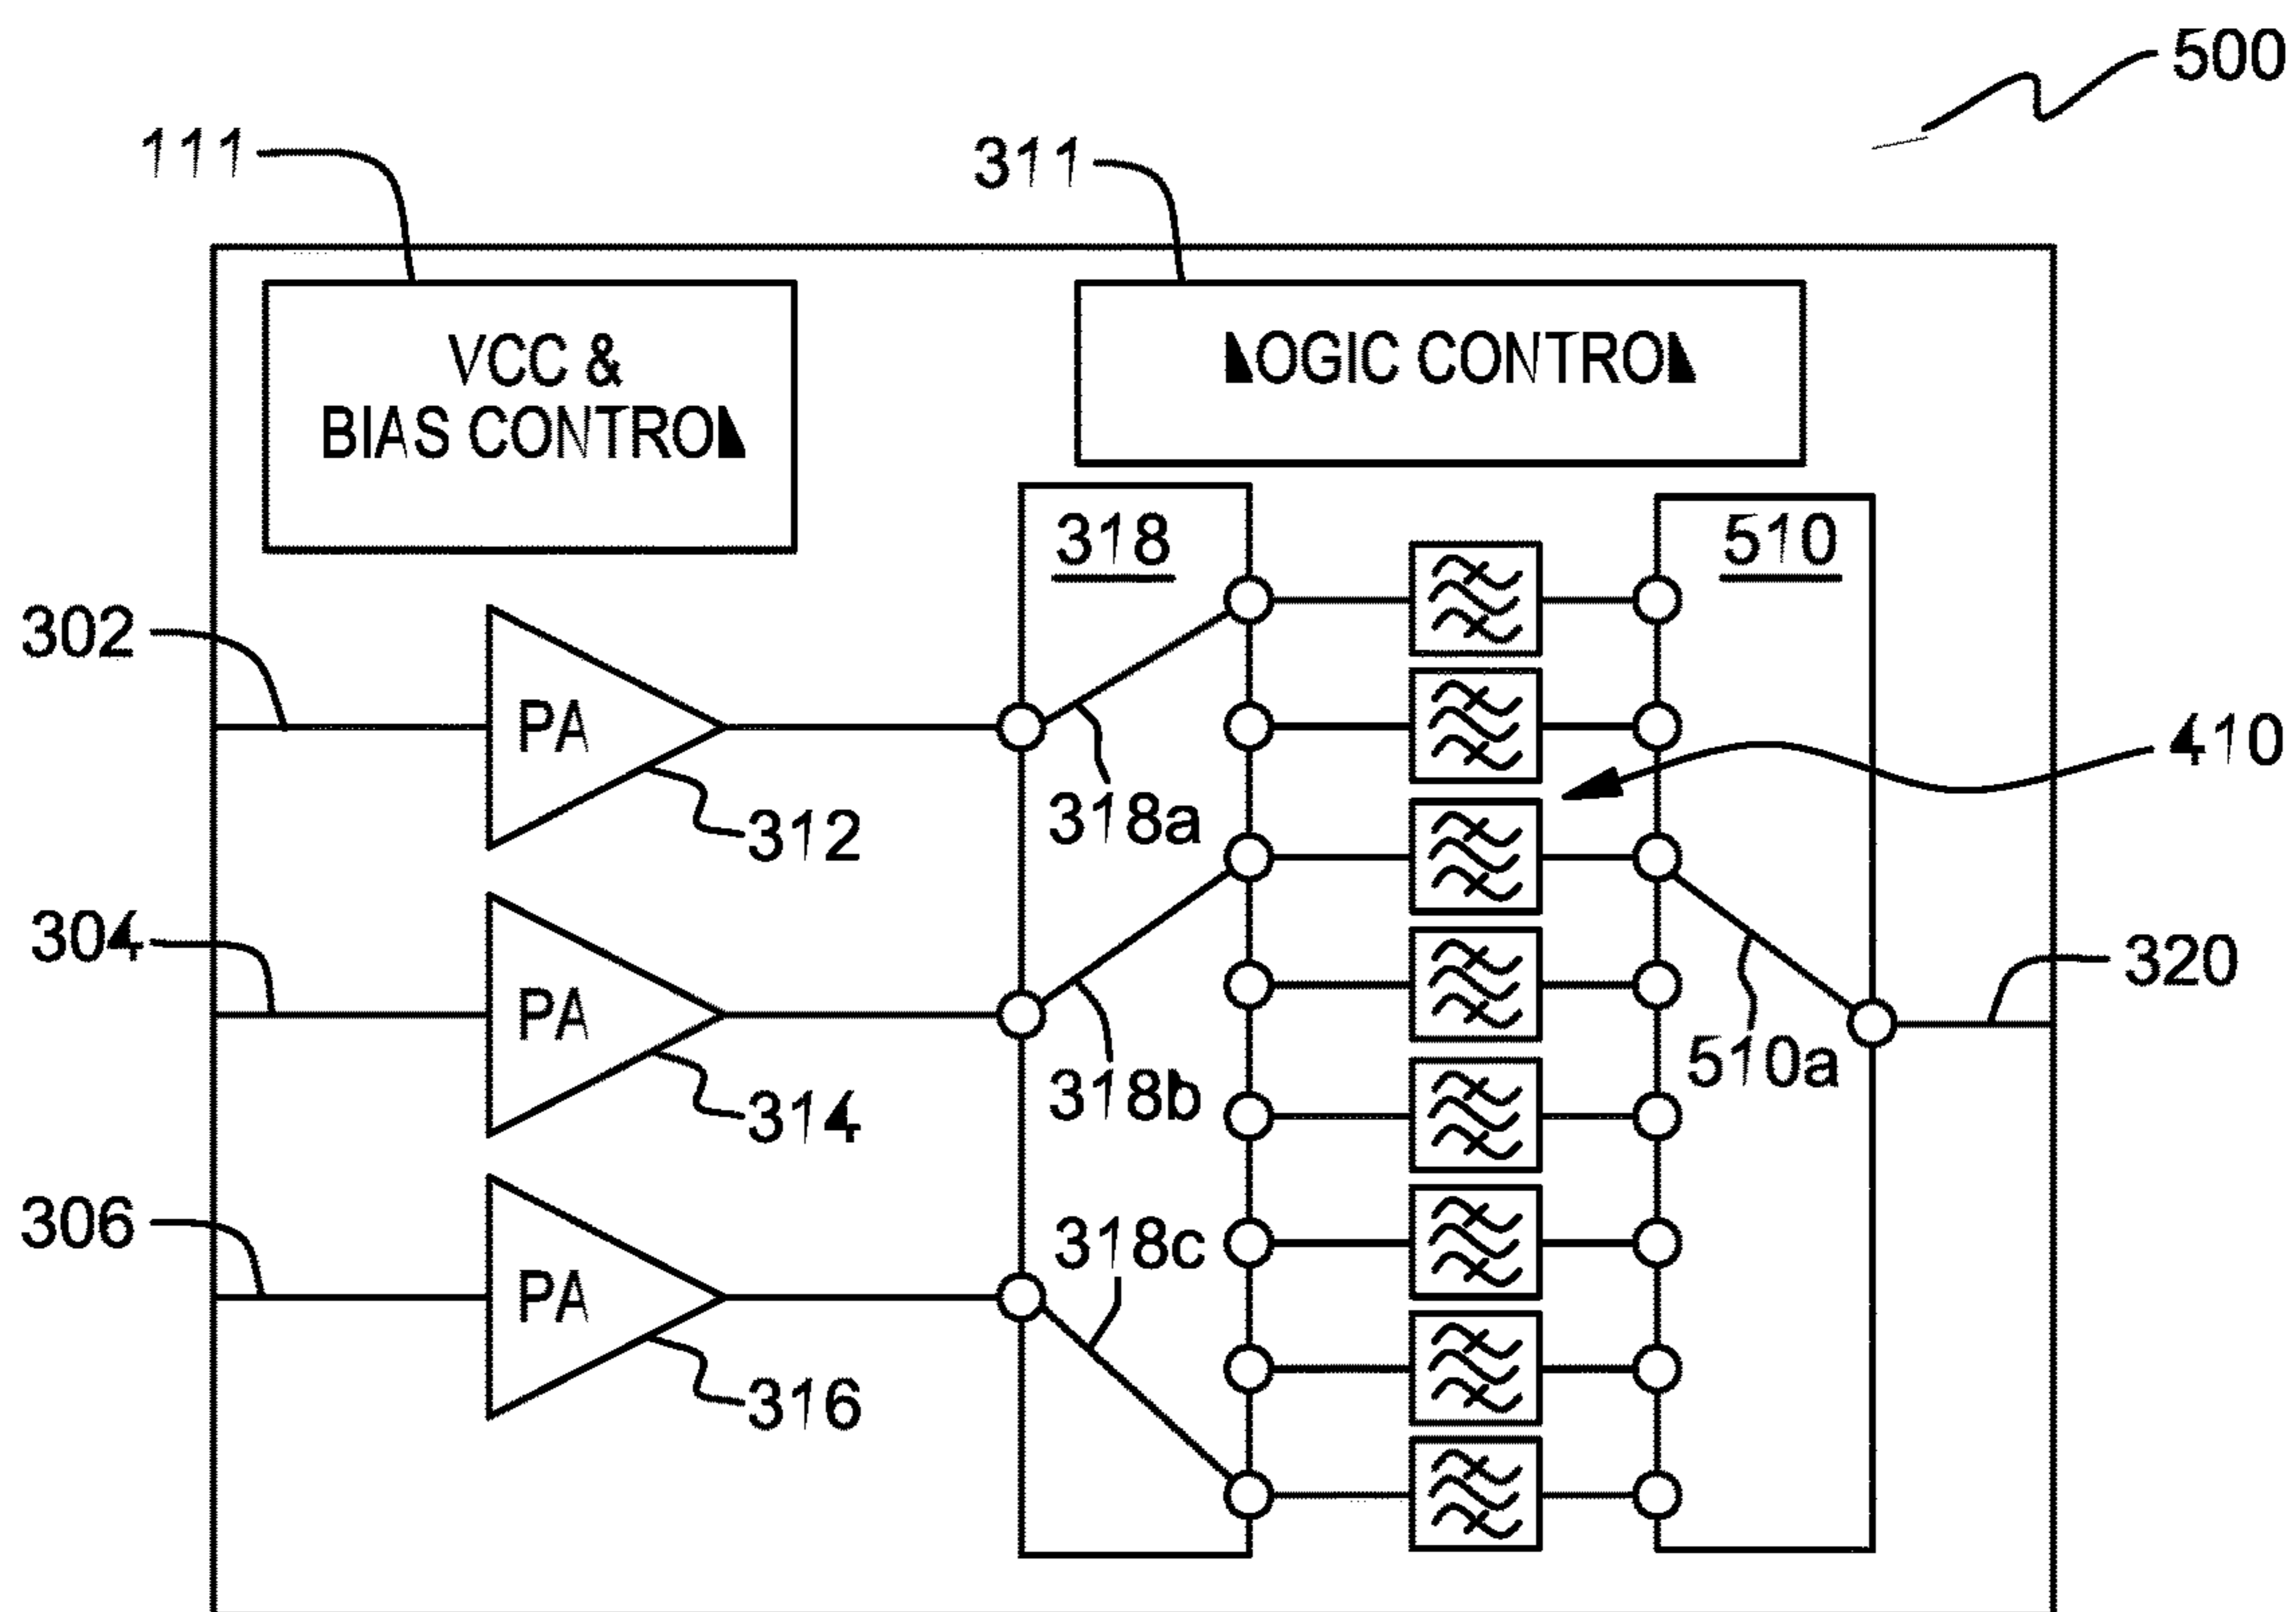 500
111
311
VCC &
BIAS CONTROL
LOGIC CONTROL
318
510
302
PA
312
318a
410
304
PA
314
318b
510a
320
306
PA
316
318c